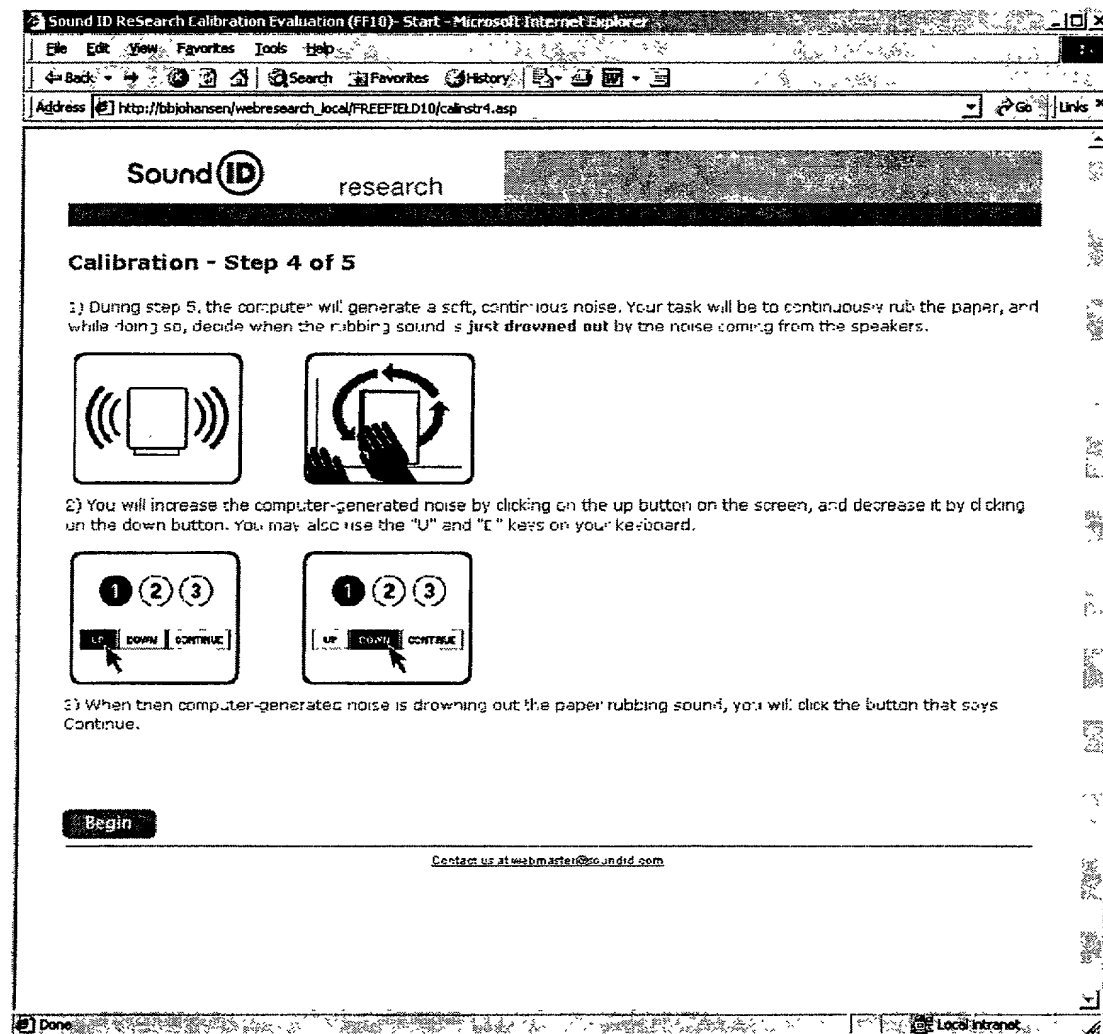 Sound ID ReSearch Calibration Evaluation (FF10)- Start - Microsoft Internet Explorer
File Edit View Favorites Tools Help
Back Search Favorites History
Address http://bbjohansen/webresearch_local/FREEFIELD10/calinstr4.asp Go Links »
Sound ID research
Calibration - Step 4 of 5
1) During step 5, the computer will generate a soft, continuous noise. Your task will be to continuously rub the paper, and
while doing so, decide when the rubbing sound is just drowned out by the noise coming from the speakers.
2) You will increase the computer-generated noise by clicking on the up button on the screen, and decrease it by clicking
on the down button. You may also use the "U" and "D" keys on your keyboard.
1 2 3 1 2 3
UP DOWN CONTINUE UP DOWN CONTINUE
3) When then computer-generated noise is drowning out the paper rubbing sound, you will click the button that says
Continue.
Begin
Contact us at webmaster@soundid.com
Done Local intranet